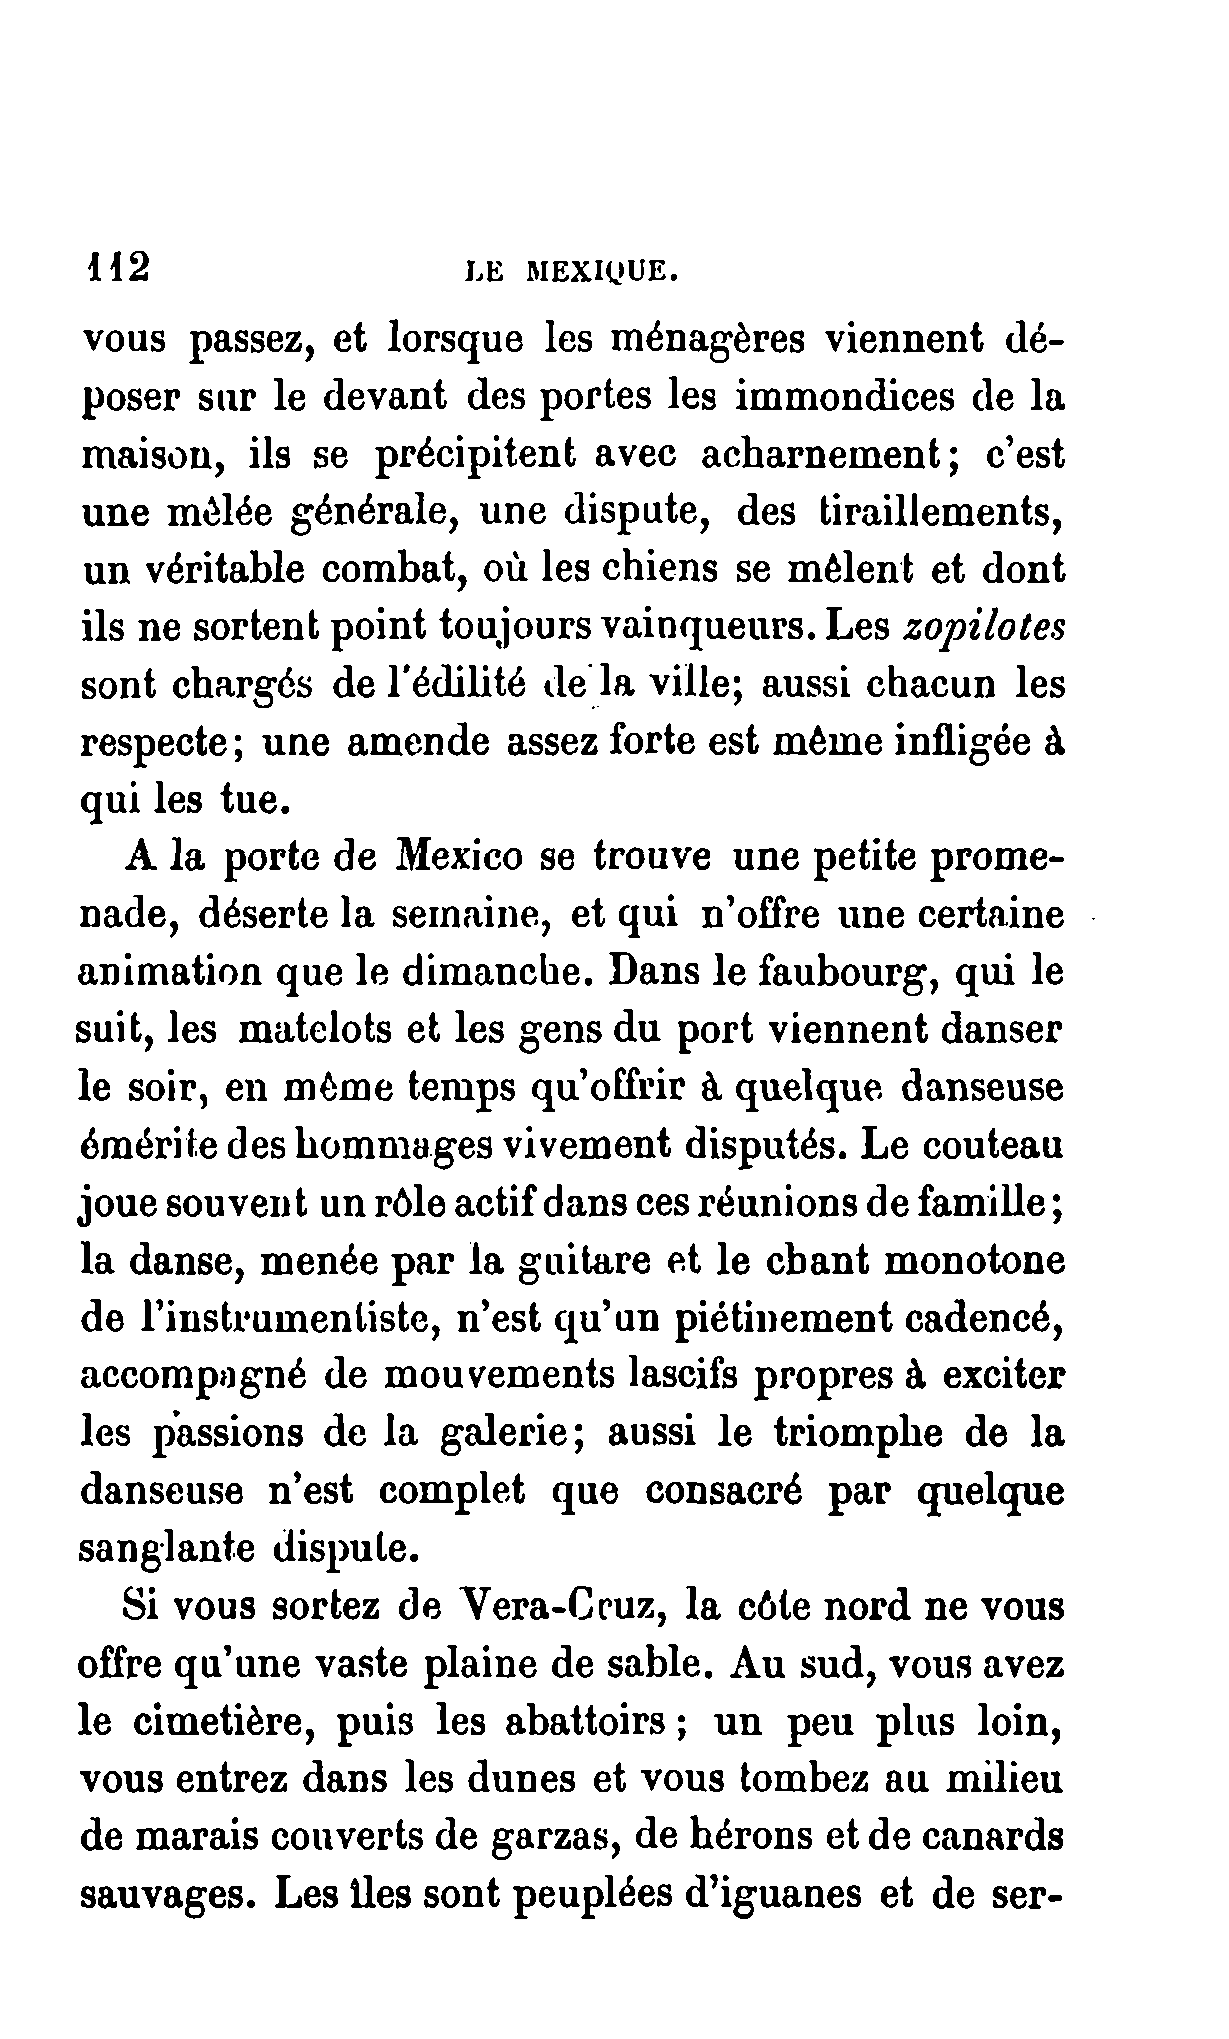 112 LE MEXIQUE.
vous passez, et lorsque les ménagères viennent dé-
poser sur le devant des portes les immondices de la
maison, ils se précipitent avec acharnement; c'est
une mêlée générale, une dispute, des tiraillements,
un véritable combat, où les chiens se mêlent et dont
ils ne sortent point toujours vainqueurs. Les zopilotes
sont chargés de l'édilité de la ville; aussi chacun les
respecte; une amende assez forte est même infligée à
qui les tue.
A la porte de Mexico se trouve une petite prome-
nade, déserte la semaine, et qui n'offre une certaine
animation que le dimanche. Dans le faubourg, qui le
suit, les matelots et les gens du port viennent danser
le soir, en même temps qu'offrir à quelque danseuse
émérite des hommages vivement disputés. Le couteau
joue souvent un rôle actif dans ces réunions de famille;
la danse, menée par la guitare et le chant monotone
de l'instrumentiste, n'est qu'un piétinement cadencé,
accompagné de mouvements lascifs propres à exciter
les passions de la galerie; aussi le triomphe de la
danseuse n'est complet que consacré par quelque
sanglante dispute.
Si vous sortez de Vera-Cruz, la côte nord ne vous
offre qu'une vaste plaine de sable. Au sud, vous avez
le cimetière, puis les abattoirs; un peu plus loin,
vous entrez dans les dunes et vous tombez au milieu
de marais couverts de garzas, de hérons et de canards
sauvages. Les îles sont peuplées d'iguanes et de ser-